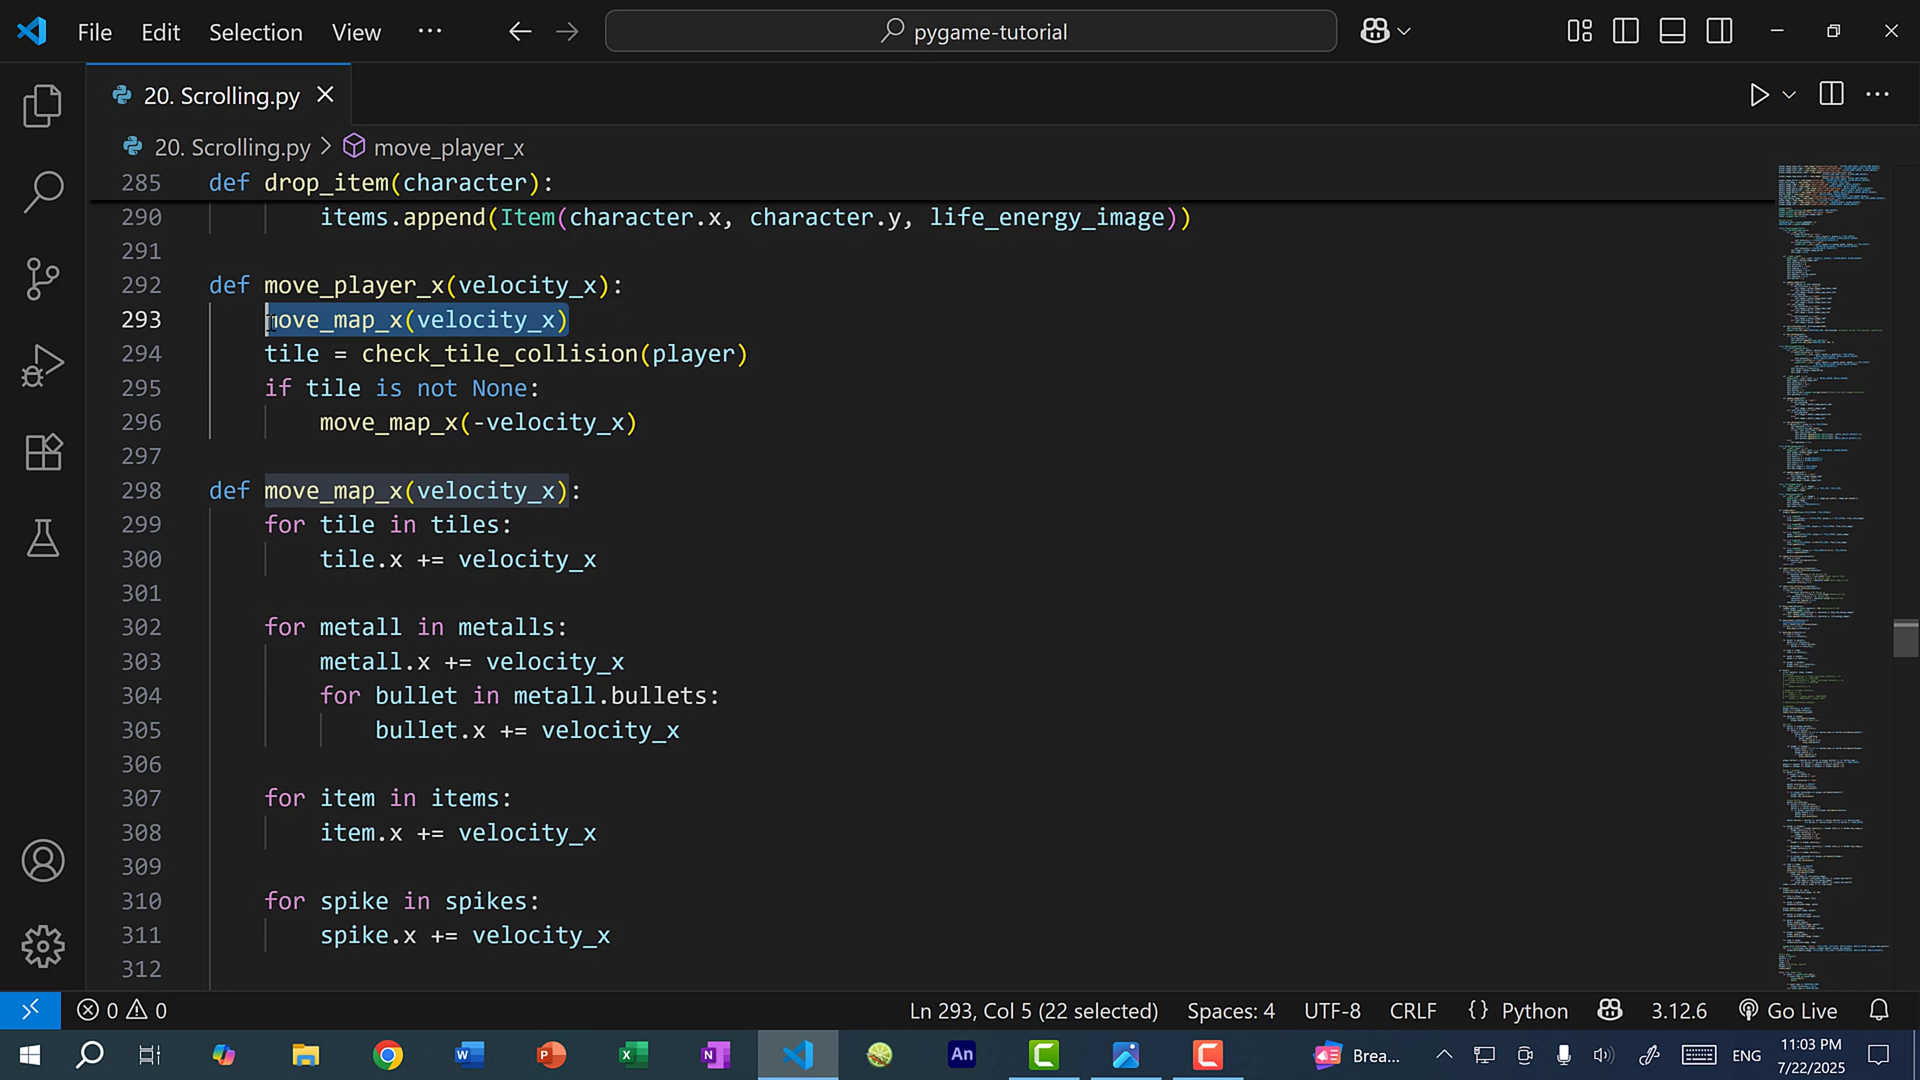 File Edit Selection View ··· pygame-tutorial
20. Scrolling.py
20. Scrolling.py > move_player_x
285 def drop_item(character):
290 items.append(Item(character.x, character.y, life_energy_image))
291
292 def move_player_x(velocity_x):
293 move_map_x(velocity_x)
294 tile = check_tile_collision(player)
295 if tile is not None:
296 move_map_x(-velocity_x)
297
298 def move_map_x(velocity_x):
299 for tile in tiles:
300 tile.x += velocity_x
301
302 for metall in metalls:
303 metall.x += velocity_x
304 for bullet in metall.bullets:
305 bullet.x += velocity_x
306
307 for item in items:
308 item.x += velocity_x
309
310 for spike in spikes:
311 spike.x += velocity_x
312
0 0 Ln 293, Col 5 (22 selected) Spaces: 4 UTF-8 CRLF {} Python 3.12.6 Go Live
An Brea... ENG 11:03 PM
7/22/2025